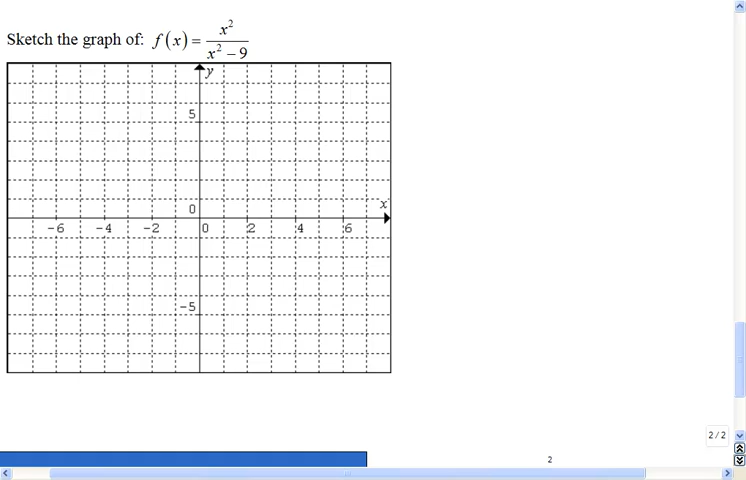 Sketch the graph of: f(x) = x² / (x² − 9)
y
5
0
x
-6 -4 -2 0 2 4 6
-5
2 / 2
2